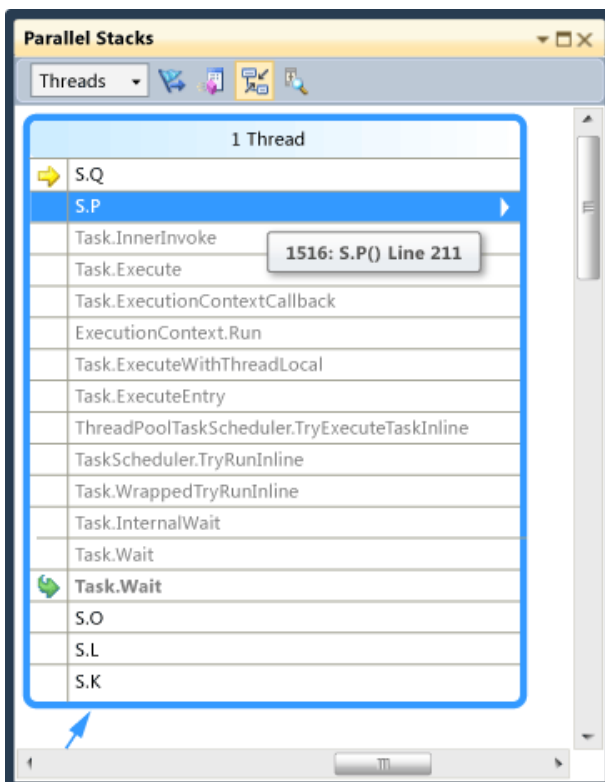 Parallel Stacks
Threads
1 Thread
S.Q
S.P
Task.InnerInvoke
1516: S.P() Line 211
Task.Execute
Task.ExecutionContextCallback
ExecutionContext.Run
Task.ExecuteWithThreadLocal
Task.ExecuteEntry
ThreadPoolTaskScheduler.TryExecuteTaskInline
TaskScheduler.TryRunInline
Task.WrappedTryRunInline
Task.InternalWait
Task.Wait
Task.Wait
S.O
S.L
S.K